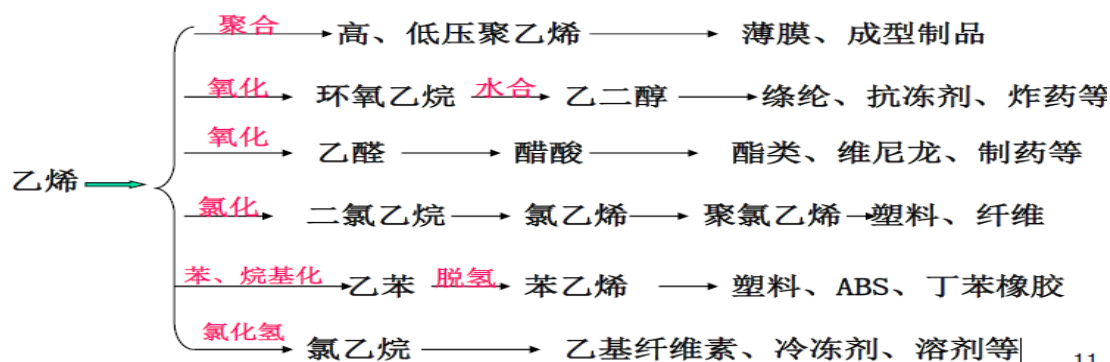 聚合 高、低压聚乙烯 薄膜、成型制品
氧化 环氧乙烷 水合 乙二醇 涤纶、抗冻剂、炸药等
氧化 乙醛 醋酸 酯类、维尼龙、制药等
乙烯
氯化 二氯乙烷 氯乙烯 聚氯乙烯 塑料、纤维
苯、烷基化 乙苯 脱氢 苯乙烯 塑料、ABS、丁苯橡胶
氯化氢 氯乙烷 乙基纤维素、冷冻剂、溶剂等
11